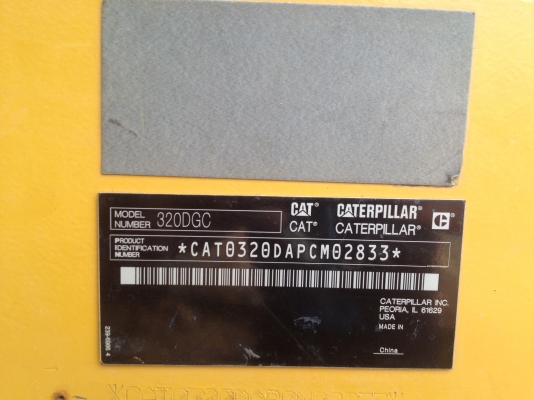 MODEL NUMBER 320DGC
CAT® CATERPILLAR®
CAT® CATERPILLAR®
PRODUCT IDENTIFICATION NUMBER *CAT0320DAPCM02833*
CATERPILLAR INC.
PEORIA, IL 61629
USA
MADE IN
China